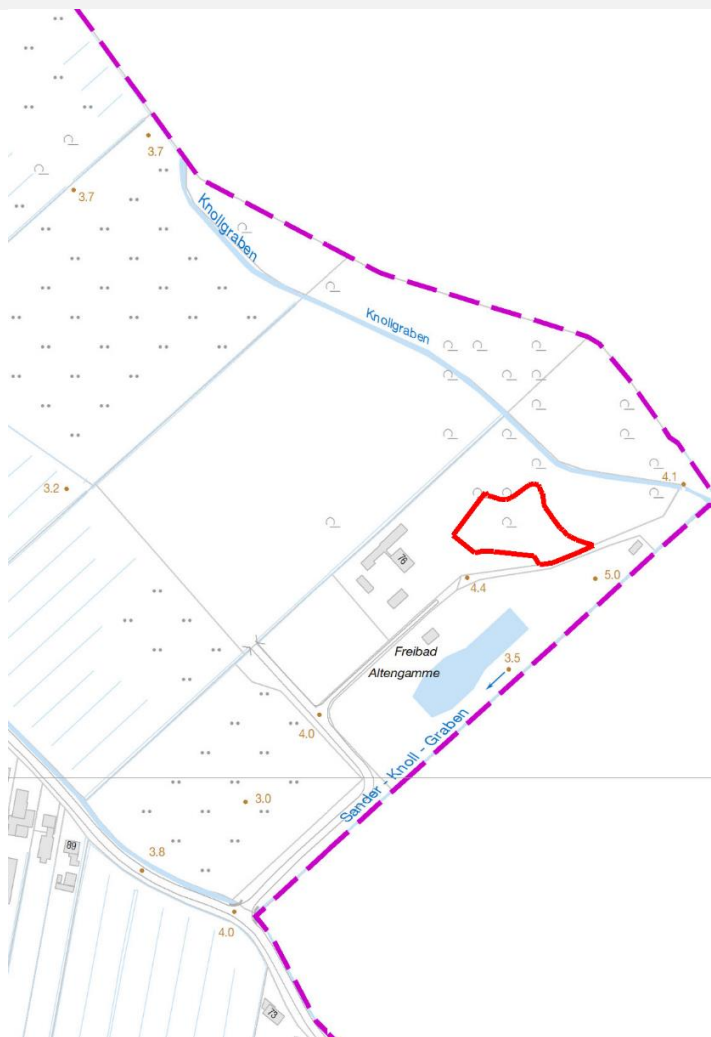 3.7
3.7
Knollgraben
Knollgraben
3.2
4.1
78
5.0
4.4
Freibad
Altengamme
3.5
4.0
Sander - Knoll - Graben
3.0
89
3.8
4.0
73